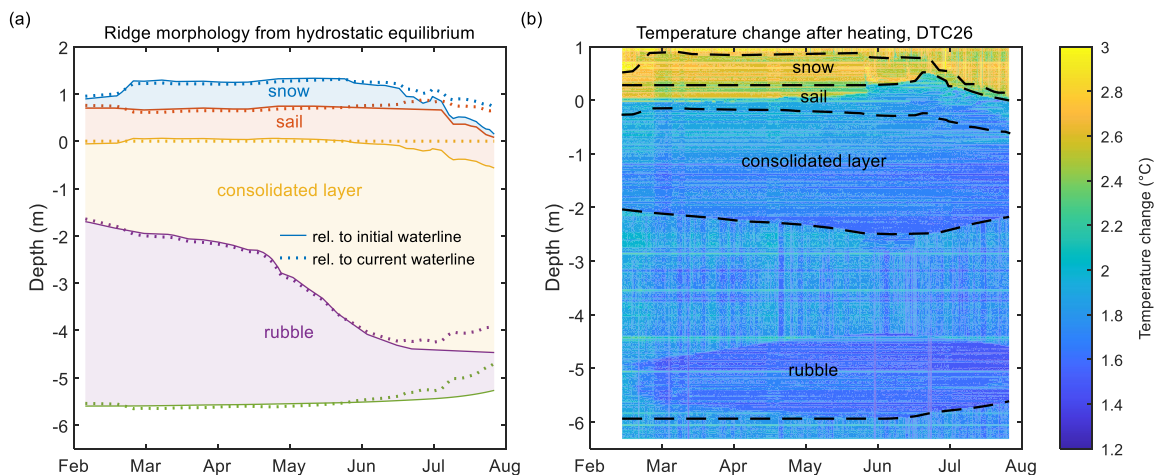 (a)
Ridge morphology from hydrostatic equilibrium
2
1
0
-1
-2
-3
-4
-5
-6
Depth (m)
snow
sail
consolidated layer
rel. to initial waterline
rel. to current waterline
rubble
Feb Mar Apr May Jun Jul Aug
(b)
Temperature change after heating, DTC26
1
0
-1
-2
-3
-4
-5
-6
Depth (m)
snow
sail
consolidated layer
rubble
Feb Mar Apr May Jun Jul Aug
3
2.8
2.6
2.4
2.2
2
1.8
1.6
1.4
1.2
Temperature change (°C)